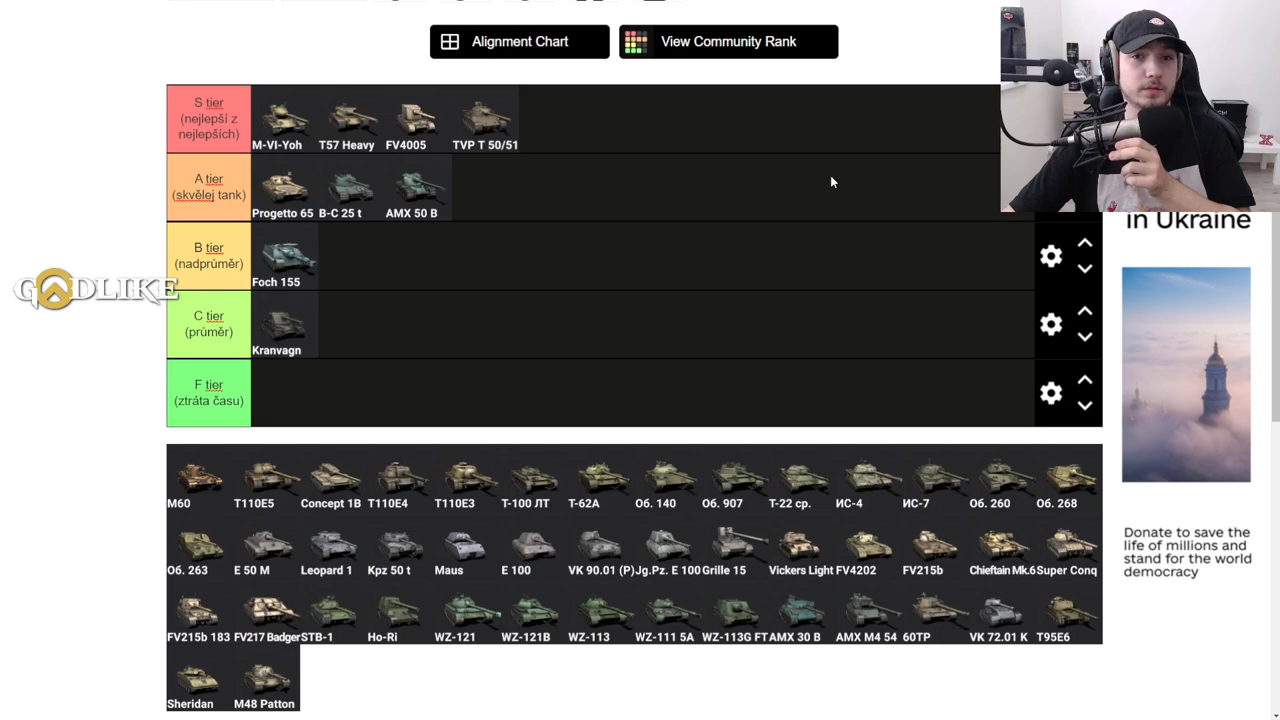 Alignment Chart
View Community Rank
S tier
(nejlepší z
nejlepších)
M-VI-Yoh
T57 Heavy
FV4005
TVP T 50/51
A tier
(skvělej tank)
Progetto 65
B-C 25 t
AMX 50 B
B tier
(nadprůměr)
Foch 155
C tier
(průměr)
Kranvagn
F tier
(ztráta času)
GODLIKE
in Ukraine
Donate to save the
life of millions and
stand for the world
democracy
M60
T110E5
Concept 1B
T110E4
T110E3
Т-100 ЛТ
T-62A
Об. 140
Об. 907
Т-22 ср.
ИС-4
ИС-7
Об. 260
Об. 268
Об. 263
E 50 M
Leopard 1
Kpz 50 t
Maus
E 100
VK 90.01 (P)
Jg.Pz. E 100
Grille 15
Vickers Light
FV4202
FV215b
Chieftain Mk.6
Super Conq
FV215b 183
FV217 Badger
STB-1
Ho-Ri
WZ-121
WZ-121B
WZ-113
WZ-111 5A
WZ-113G FT
AMX 30 B
AMX M4 54
60TP
VK 72.01 K
T95E6
Sheridan
M48 Patton